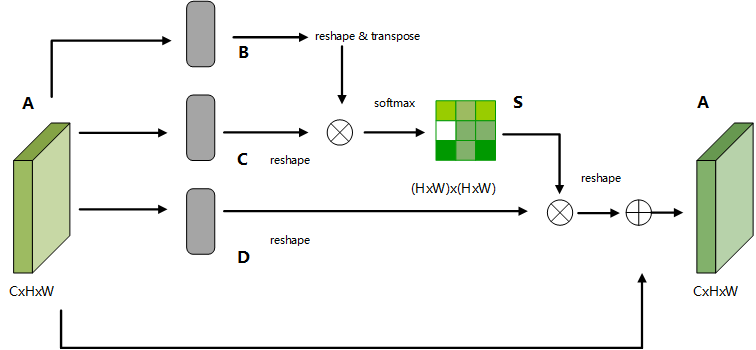 B
reshape & transpose
A
softmax
S
A
C
reshape
(HxW)x(HxW)
reshape
D
reshape
CxHxW
CxHxW